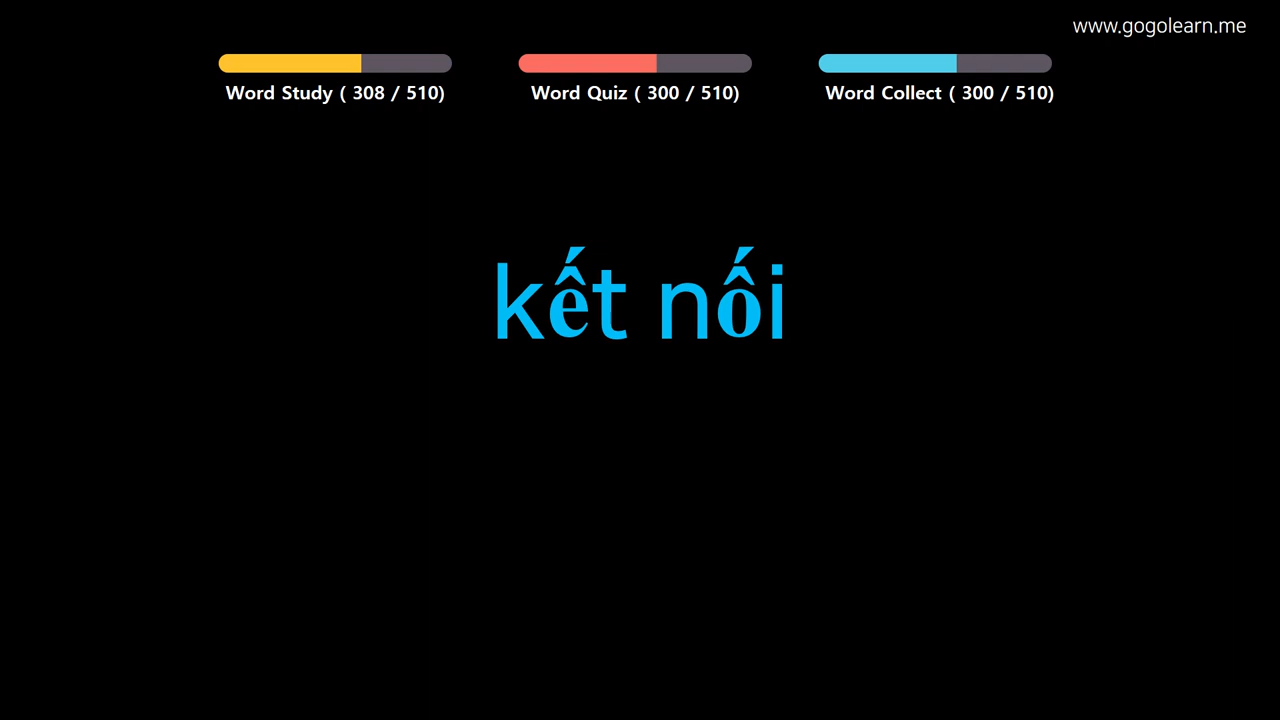 www.gogolearn.me
Word Study ( 308 / 510)
Word Quiz ( 300 / 510)
Word Collect ( 300 / 510)
kết nối